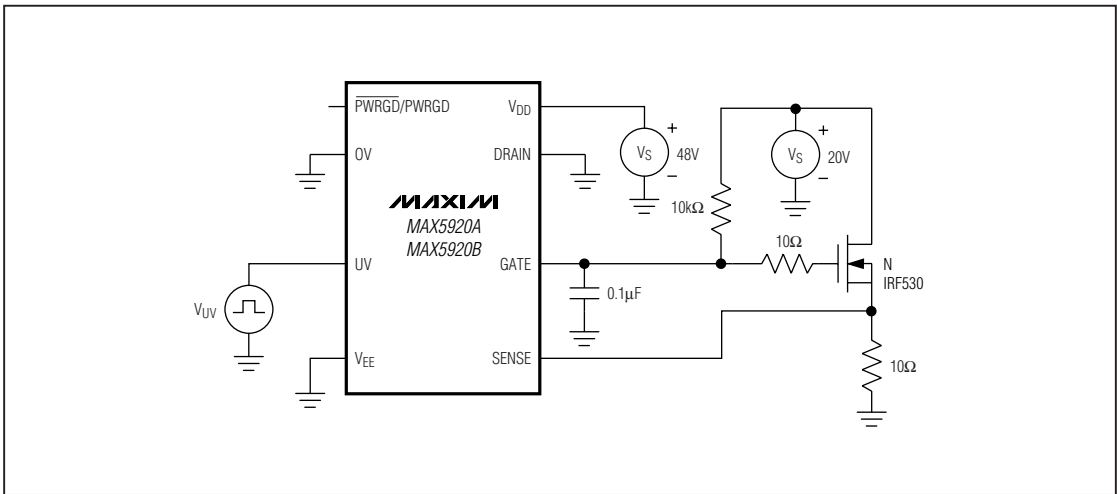 PWRGD/PWRGD
VDD
OV
DRAIN
VS
+
−
48V
VS
+
−
20V
MAXIM
MAX5920A
MAX5920B
10kΩ
10Ω
UV
GATE
N
IRF530
0.1μF
VUV
VEE
SENSE
10Ω